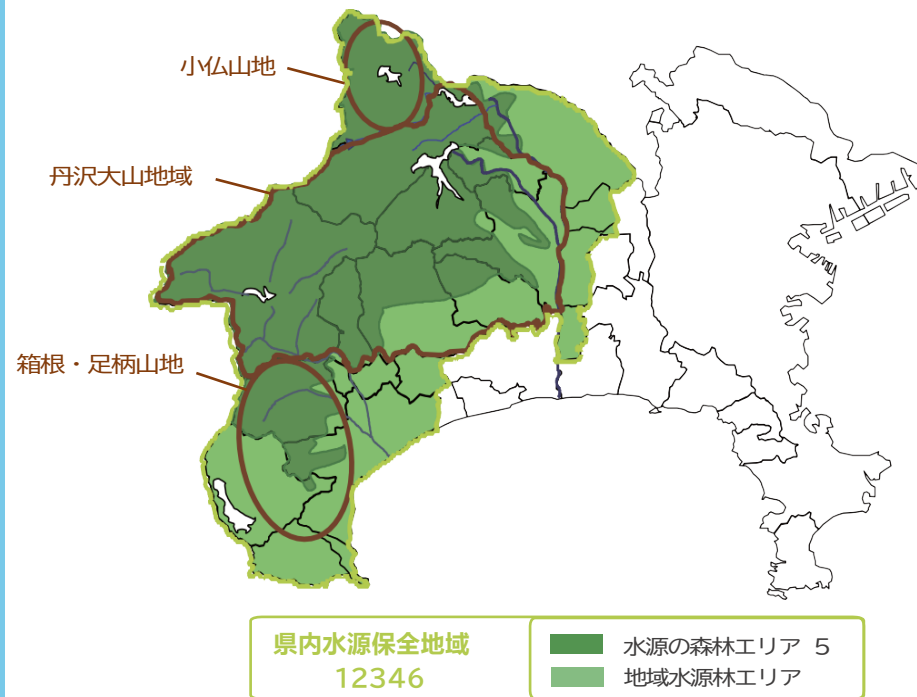 小仏山地
丹沢大山地域
箱根・足柄山地
県内水源保全地域
12346
水源の森林エリア 5
地域水源林エリア